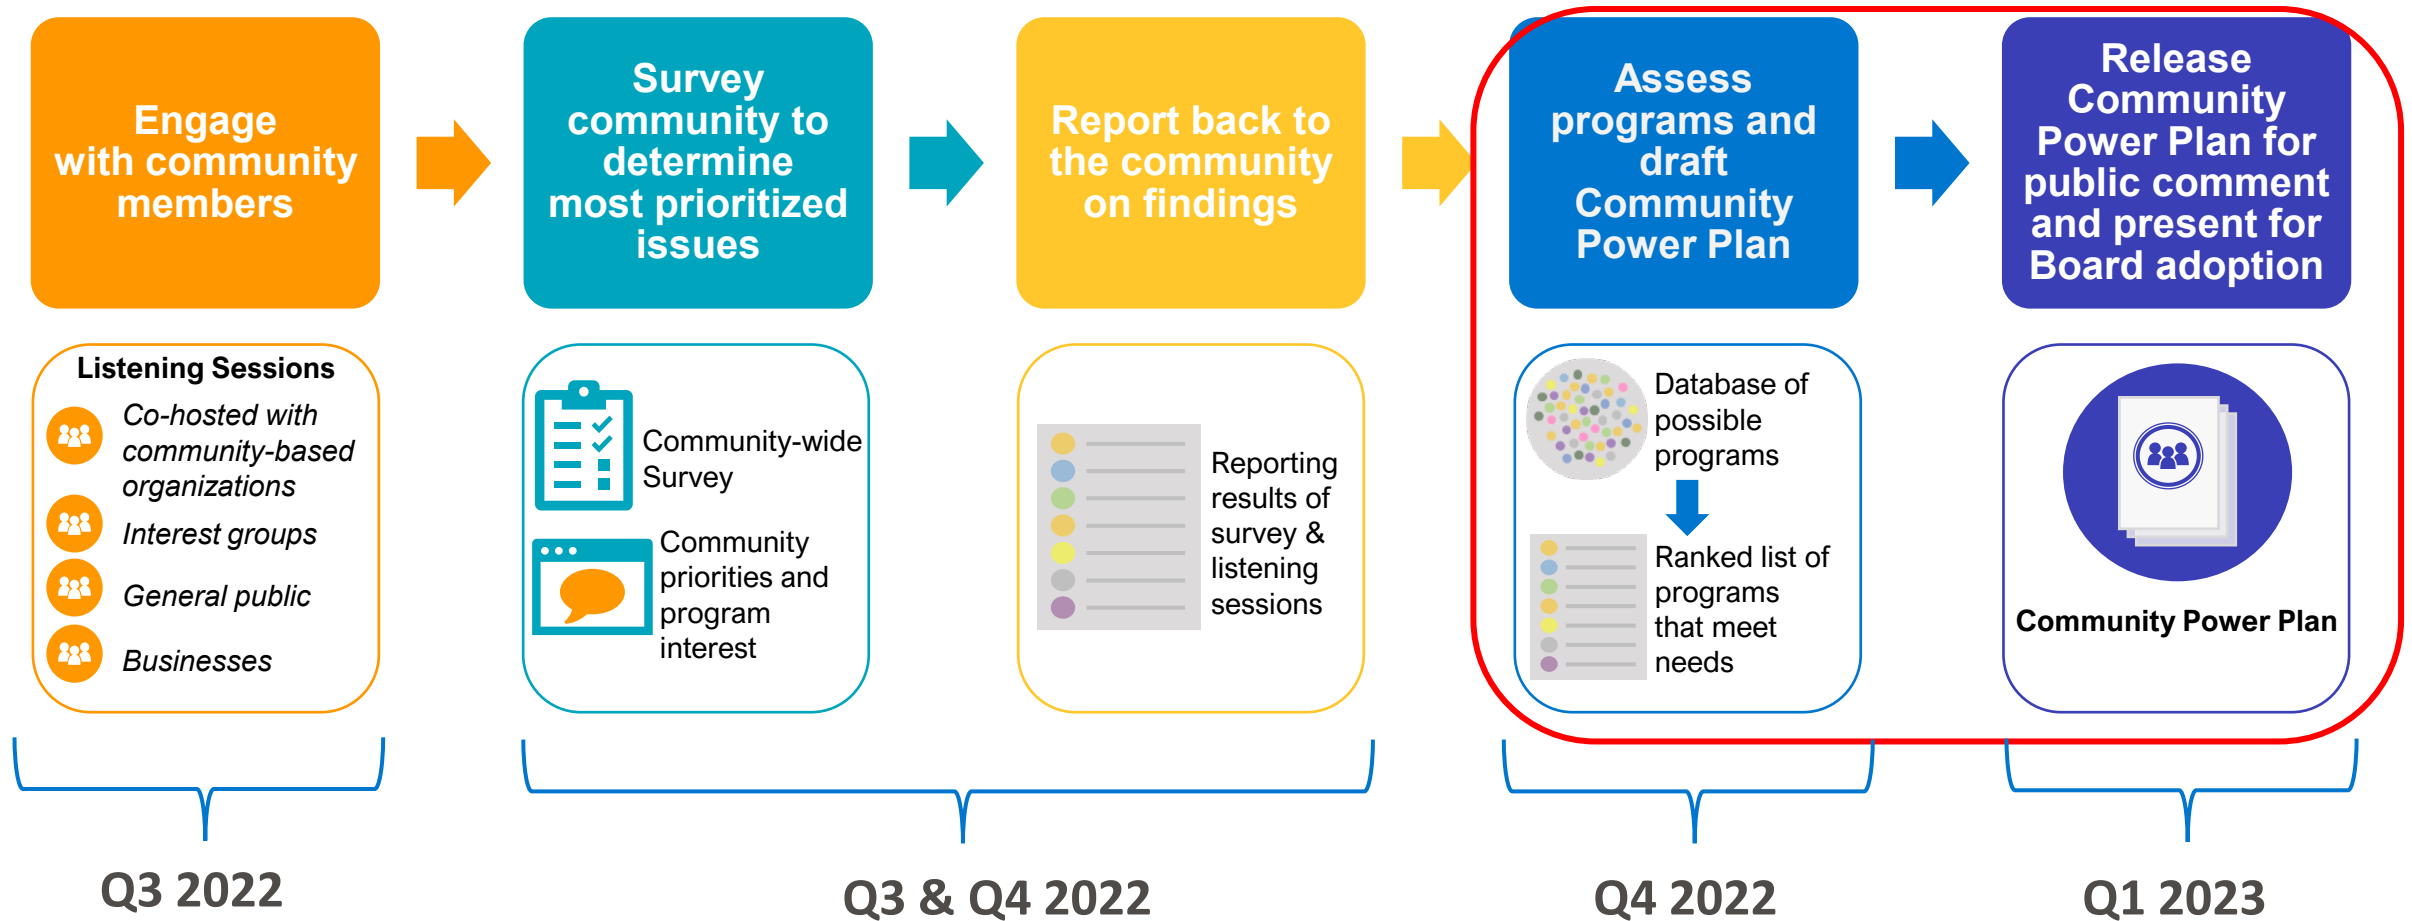 Engage
with community
members
Survey
community to
determine
most prioritized
issues
Report back to
the community
on findings
Assess
programs and
draft
Community
Power Plan
Release
Community
Power Plan for
public comment
and present for
Board adoption
Listening Sessions
Co-hosted with
community-based
organizations
Interest groups
General public
Businesses
Community-wide
Survey
Community
priorities and
program
interest
Reporting
results of
survey &
listening
sessions
Database of
possible
programs
Ranked list of
programs
that meet
needs
Community Power Plan
Q3 2022
Q3 & Q4 2022
Q4 2022
Q1 2023